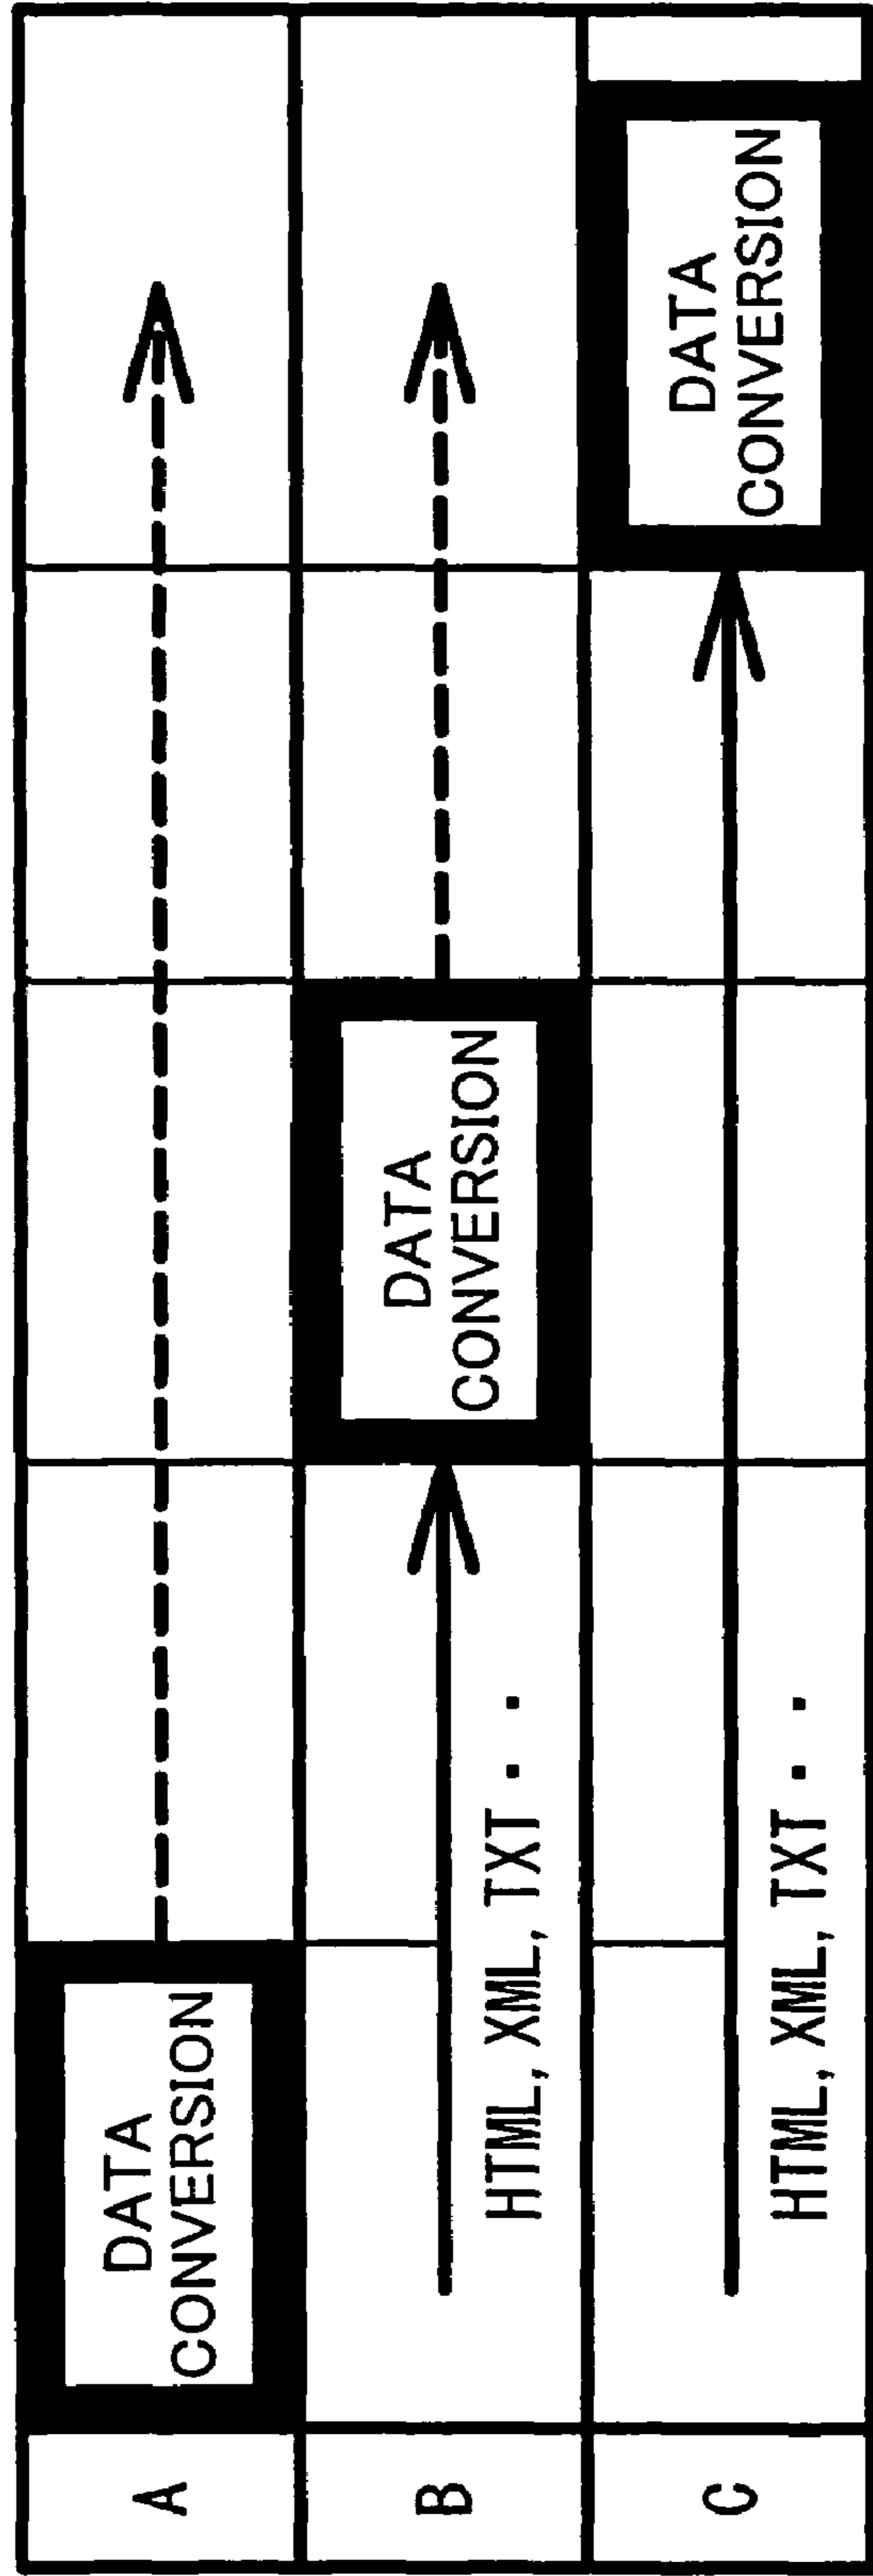 A
DATA
CONVERSION
B
HTML, XML, TXT · ·
DATA
CONVERSION
C
HTML, XML, TXT · ·
DATA
CONVERSION